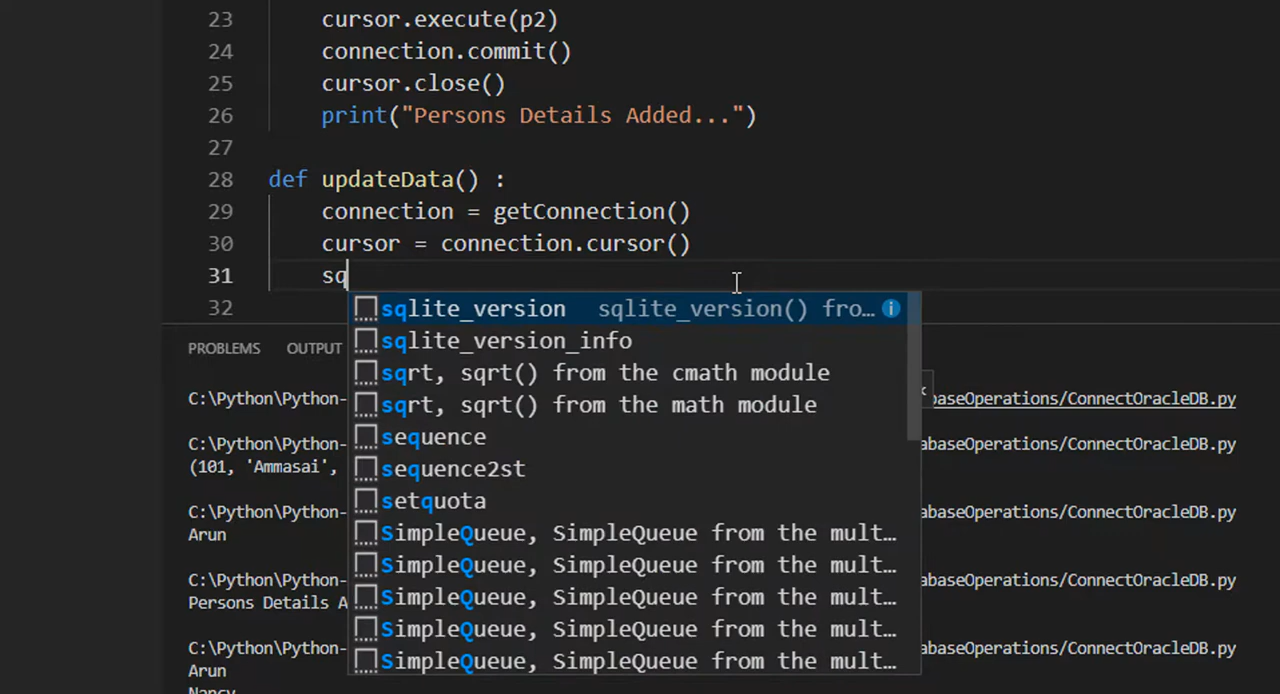 23 cursor.execute(p2)
24 connection.commit()
25 cursor.close()
26 print("Persons Details Added...")
27
28 def updateData() :
29 connection = getConnection()
30 cursor = connection.cursor()
31 sq
32
sqlite_version sqlite_version() fro...
sqlite_version_info
sqrt, sqrt() from the cmath module
sqrt, sqrt() from the math module
sequence
sequence2st
setquota
SimpleQueue, SimpleQueue from the mult...
SimpleQueue, SimpleQueue from the mult...
SimpleQueue, SimpleQueue from the mult...
SimpleQueue, SimpleQueue from the mult...
SimpleQueue, SimpleQueue from the mult...
PROBLEMS OUTPUT
C:\Python\Python- baseOperations/ConnectOracleDB.py
C:\Python\Python- abaseOperations/ConnectOracleDB.py
(101, 'Ammasai',
C:\Python\Python- abaseOperations/ConnectOracleDB.py
Arun
C:\Python\Python- abaseOperations/ConnectOracleDB.py
Persons Details A
C:\Python\Python- abaseOperations/ConnectOracleDB.py
Arun
Nancy